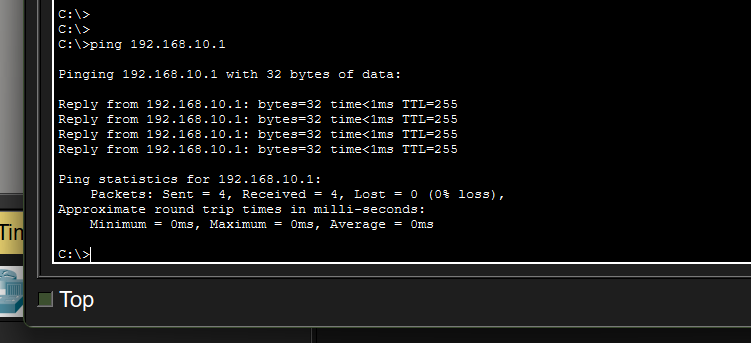 C:\>
C:\>
C:\>ping 192.168.10.1
Pinging 192.168.10.1 with 32 bytes of data:
Reply from 192.168.10.1: bytes=32 time<1ms TTL=255
Reply from 192.168.10.1: bytes=32 time<1ms TTL=255
Reply from 192.168.10.1: bytes=32 time<1ms TTL=255
Reply from 192.168.10.1: bytes=32 time<1ms TTL=255
Ping statistics for 192.168.10.1:
    Packets: Sent = 4, Received = 4, Lost = 0 (0% loss),
Approximate round trip times in milli-seconds:
    Minimum = 0ms, Maximum = 0ms, Average = 0ms
C:\>
Tin
Top